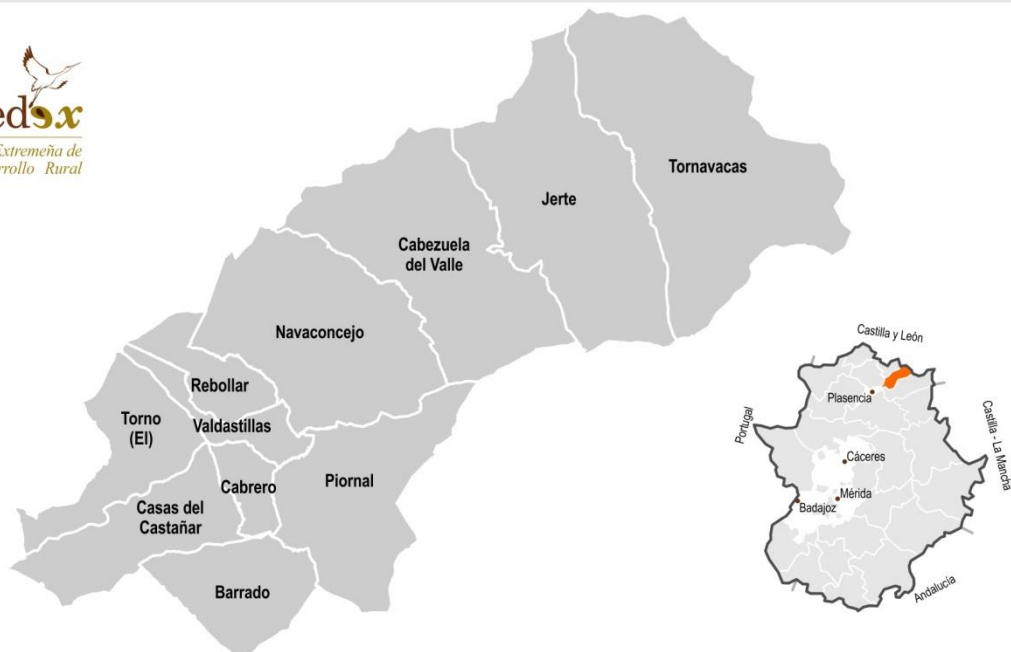 edex
Extremeña de
rrollo Rural
Tornavacas
Jerte
Cabezuela
del Valle
Navaconcejo
Rebollar
Torno
(El)
Valdastillas
Cabrero
Piornal
Casas del
Castañar
Barrado
Castilla y León
Plasencia
Portugal
Castilla - La Mancha
Cáceres
Mérida
Badajoz
Andalucía